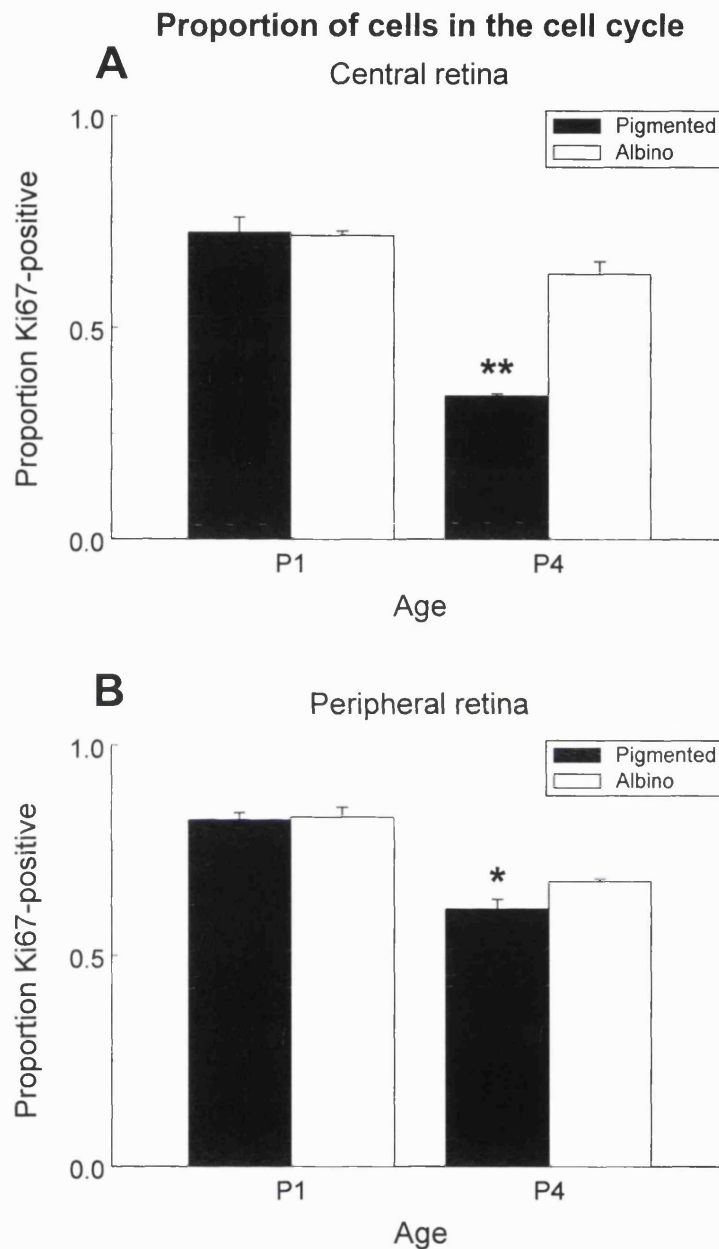 Proportion of cells in the cell cycle
A
Central retina
1.0
Pigmented
Albino
Proportion Ki67-positive
0.5
**
0.0
P1
P4
Age
B
Peripheral retina
1.0
Pigmented
Albino
Proportion Ki67-positive
*
0.5
0.0
P1
P4
Age